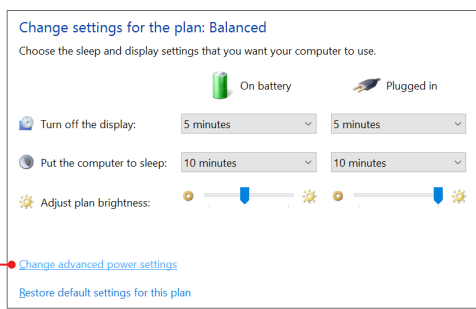 Change settings for the plan: Balanced
Choose the sleep and display settings that you want your computer to use.
On battery Plugged in
Turn off the display: 5 minutes 5 minutes
Put the computer to sleep: 10 minutes 10 minutes
Adjust plan brightness:
Change advanced power settings
Restore default settings for this plan